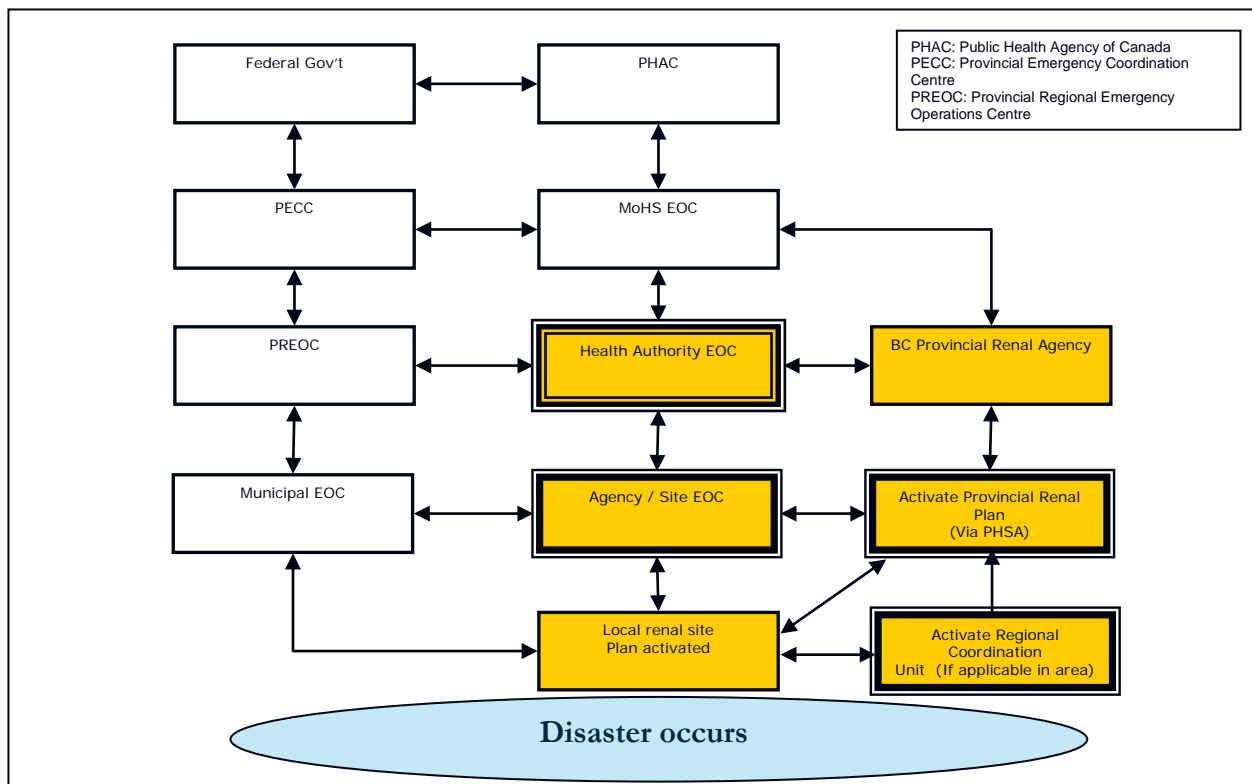 Federal Gov't
PHAC
PHAC: Public Health Agency of Canada
PECC: Provincial Emergency Coordination
Centre
PREOC: Provincial Regional Emergency
Operations Centre
PECC
MoHS EOC
PREOC
Health Authority EOC
BC Provincial Renal Agency
Municipal EOC
Agency / Site EOC
Activate Provincial Renal
Plan
(Via PHSA)
Local renal site
Plan activated
Activate Regional
Coordination
Unit (If applicable in area)
Disaster occurs